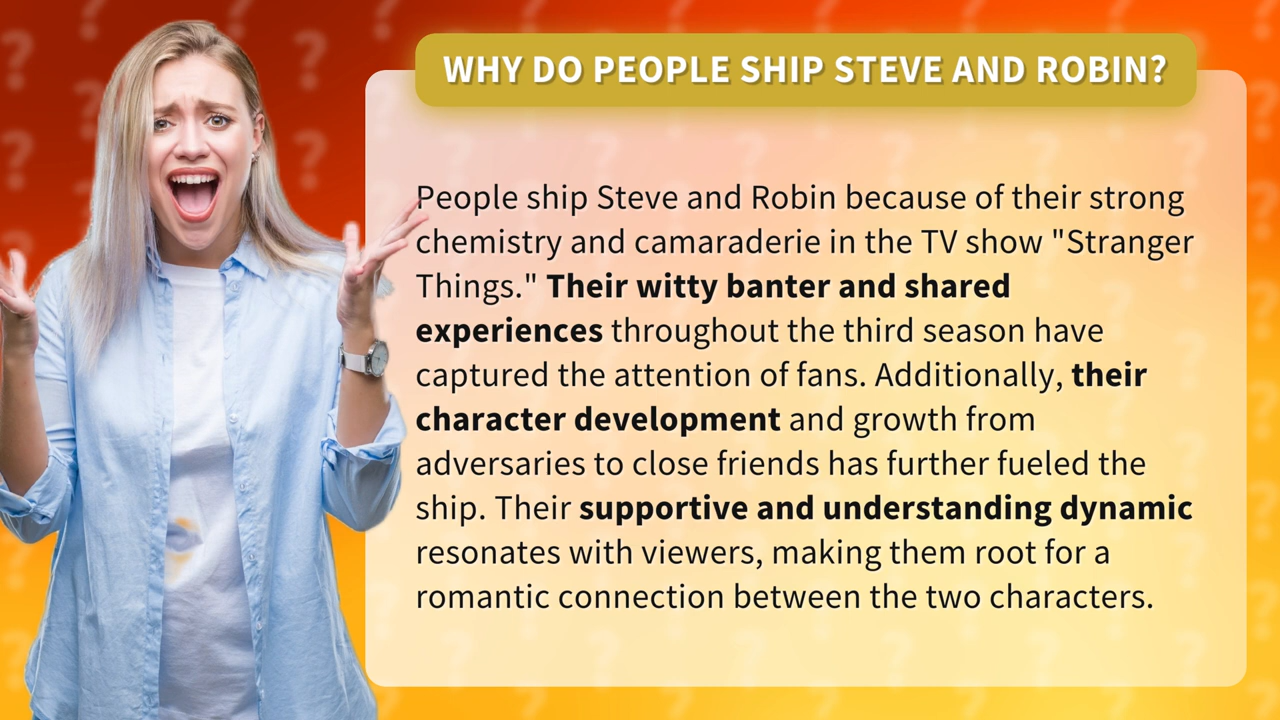 WHY DO PEOPLE SHIP STEVE AND ROBIN?
People ship Steve and Robin because of their strong
chemistry and camaraderie in the TV show "Stranger
Things." Their witty banter and shared
experiences throughout the third season have
captured the attention of fans. Additionally, their
character development and growth from
adversaries to close friends has further fueled the
ship. Their supportive and understanding dynamic
resonates with viewers, making them root for a
romantic connection between the two characters.